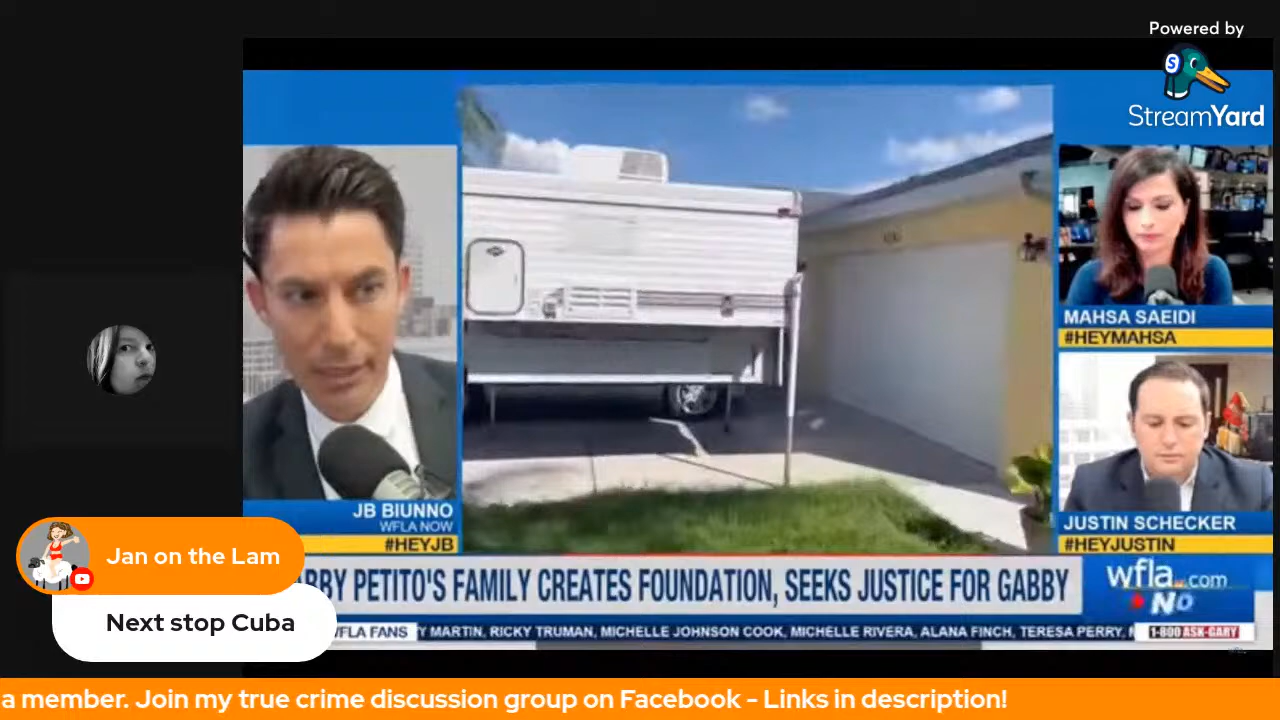 Powered by
StreamYard
MAHSA SAEIDI
#HEYMAHSA
JB BIUNNO
WFLA NOW
#HEYJB
JUSTIN SCHECKER
#HEYJUSTIN
Jan on the Lam
Next stop Cuba
ABBY PETITO'S FAMILY CREATES FOUNDATION, SEEKS JUSTICE FOR GABBY
wfla.com
NO
WFLA FANS
Y MARTIN, RICKY TRUMAN, MICHELLE JOHNSON COOK, MICHELLE RIVERA, ALANA FINCH, TERESA PERRY,
1-800 ASK-GARY
a member. Join my true crime discussion group on Facebook - Links in description!